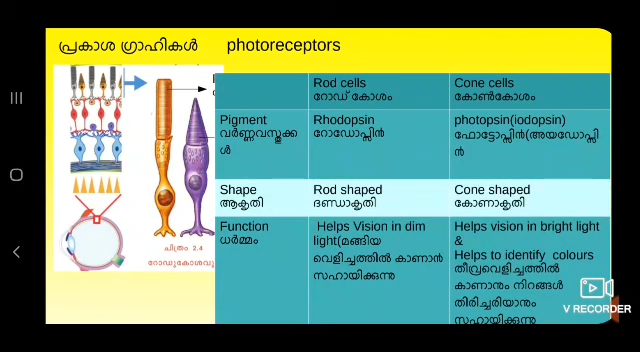 പ്രകാശ ഗ്രാഹികൾ photoreceptors
Rod cells
റോഡ് കോശം
Cone cells
കോൺകോശം
Pigment
വർണ്ണവസ്തുക്ക
ൾ
Rhodopsin
റോഡോപ്സിൻ
photopsin(iodopsin)
ഫോട്ടോപ്സിൻ(അയഡോപ്സി
ൻ
Shape
ആകൃതി
Rod shaped
ദണ്ഡാകൃതി
Cone shaped
കോണാകൃതി
Function
ധർമ്മം
Helps Vision in dim
light(മങ്ങിയ
വെളിച്ചത്തിൽ കാണാൻ
സഹായിക്കുന്നു
Helps vision in bright light
&
Helps to identify colours
തീവ്രവെളിച്ചത്തിൽ
കാണാനും നിറങ്ങൾ
തിരിച്ചറിയാനും
സഹായിക്കുന്നു
ചിത്രം 2.4
റോഡുകോശവു
V RECORDER